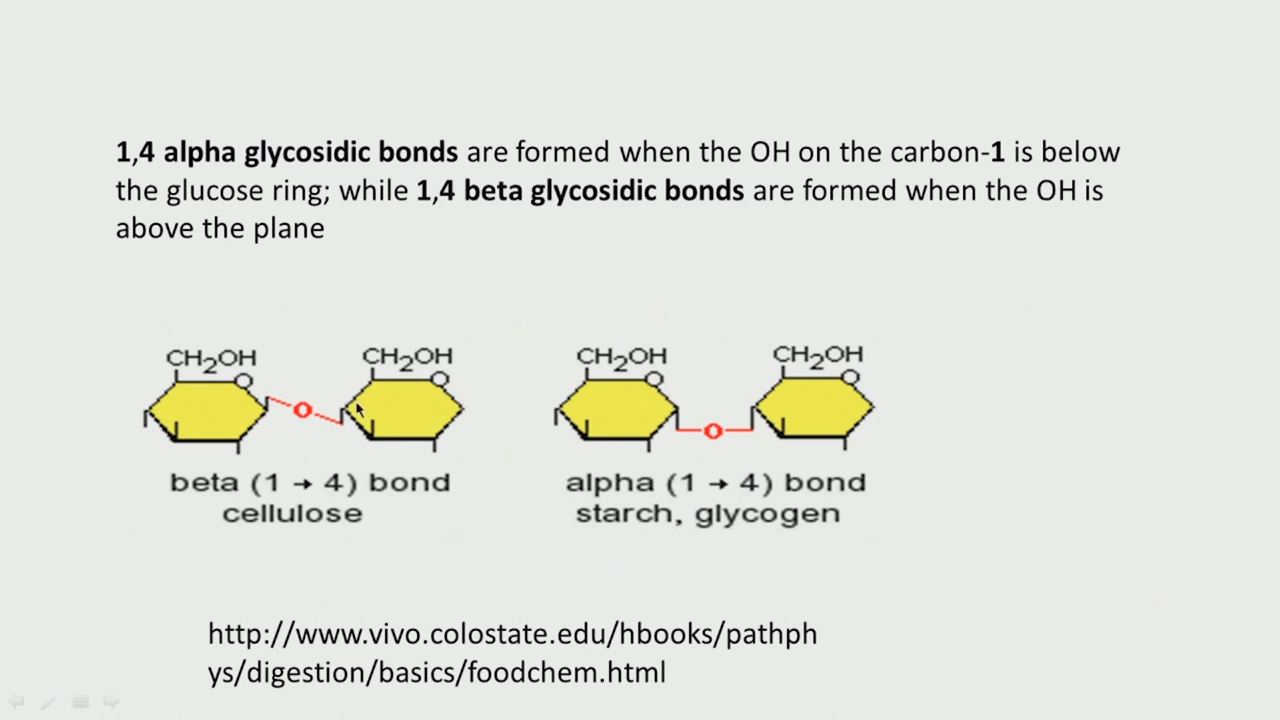 1,4 alpha glycosidic bonds are formed when the OH on the carbon-1 is below
the glucose ring; while 1,4 beta glycosidic bonds are formed when the OH is
above the plane
CH2OH CH2OH CH2OH CH2OH
O O O O
O O
beta (1 → 4) bond alpha (1 → 4) bond
cellulose starch, glycogen
http://www.vivo.colostate.edu/hbooks/pathph
ys/digestion/basics/foodchem.html